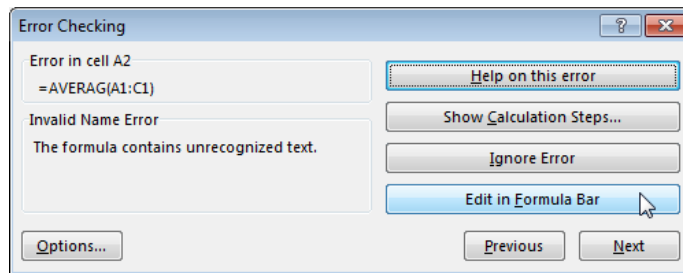 Error Checking
Error in cell A2
=AVERAG(A1:C1)
Invalid Name Error
The formula contains unrecognized text.
Help on this error
Show Calculation Steps...
Ignore Error
Edit in Formula Bar
Options...
Previous
Next